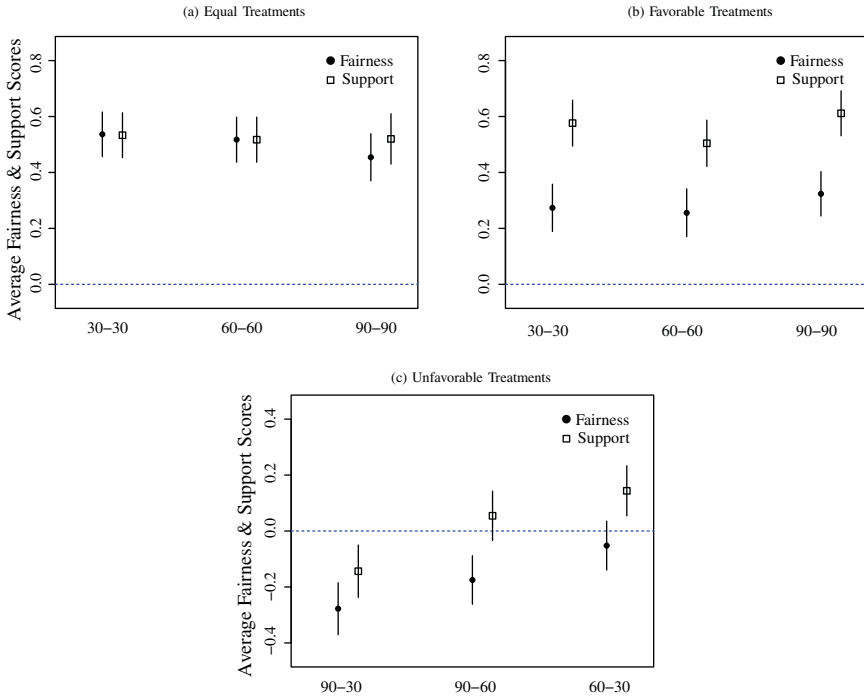 (a) Equal Treatments
Average Fairness & Support Scores
0.8
0.6
0.4
0.2
0.0
Fairness
Support
30–30
60–60
90–90
(b) Favorable Treatments
0.8
0.6
0.4
0.2
0.0
Fairness
Support
30–30
60–60
90–90
(c) Unfavorable Treatments
Average Fairness & Support Scores
0.4
0.2
0.0
−0.2
−0.4
Fairness
Support
90–30
90–60
60–30